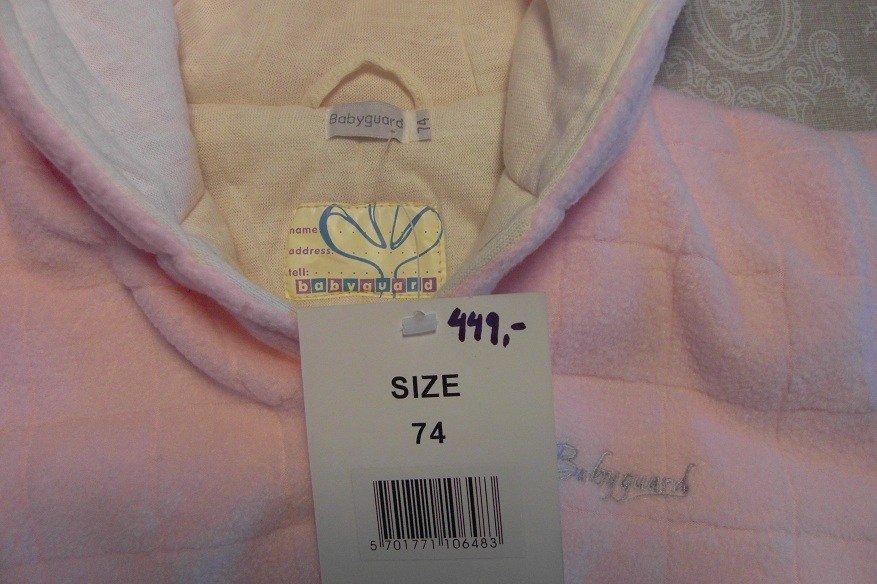 Babyguard 74
name:
address:
tell:
babyguard
449,-
SIZE
74
5 701771 106483
Babyguard